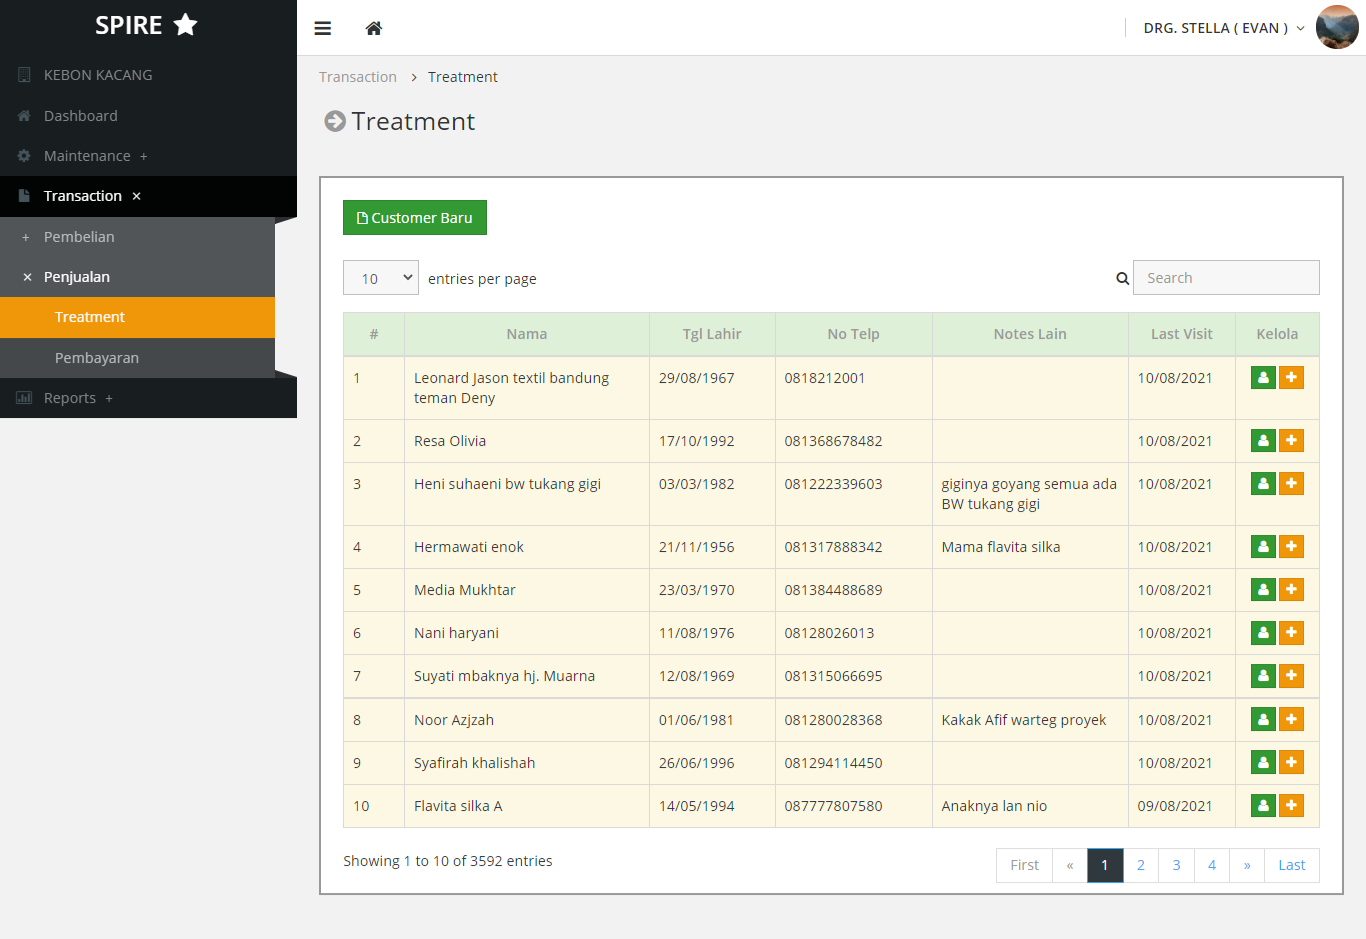 SPIRE
DRG. STELLA ( EVAN )
KEBON KACANG
Dashboard
Maintenance +
Transaction ×
+ Pembelian
× Penjualan
Treatment
Pembayaran
Reports +
Transaction > Treatment
Treatment
Customer Baru
10 entries per page
Search
# Nama Tgl Lahir No Telp Notes Lain Last Visit Kelola
1 Leonard Jason textil bandung 29/08/1967 0818212001 10/08/2021
teman Deny
2 Resa Olivia 17/10/1992 081368678482 10/08/2021
3 Heni suhaeni bw tukang gigi 03/03/1982 081222339603 giginya goyang semua ada 10/08/2021
BW tukang gigi
4 Hermawati enok 21/11/1956 081317888342 Mama flavita silka 10/08/2021
5 Media Mukhtar 23/03/1970 081384488689 10/08/2021
6 Nani haryani 11/08/1976 08128026013 10/08/2021
7 Suyati mbaknya hj. Muarna 12/08/1969 081315066695 10/08/2021
8 Noor Azjzah 01/06/1981 081280028368 Kakak Afif warteg proyek 10/08/2021
9 Syafirah khalishah 26/06/1996 081294114450 10/08/2021
10 Flavita silka A 14/05/1994 087777807580 Anaknya lan nio 09/08/2021
Showing 1 to 10 of 3592 entries
First « 1 2 3 4 » Last